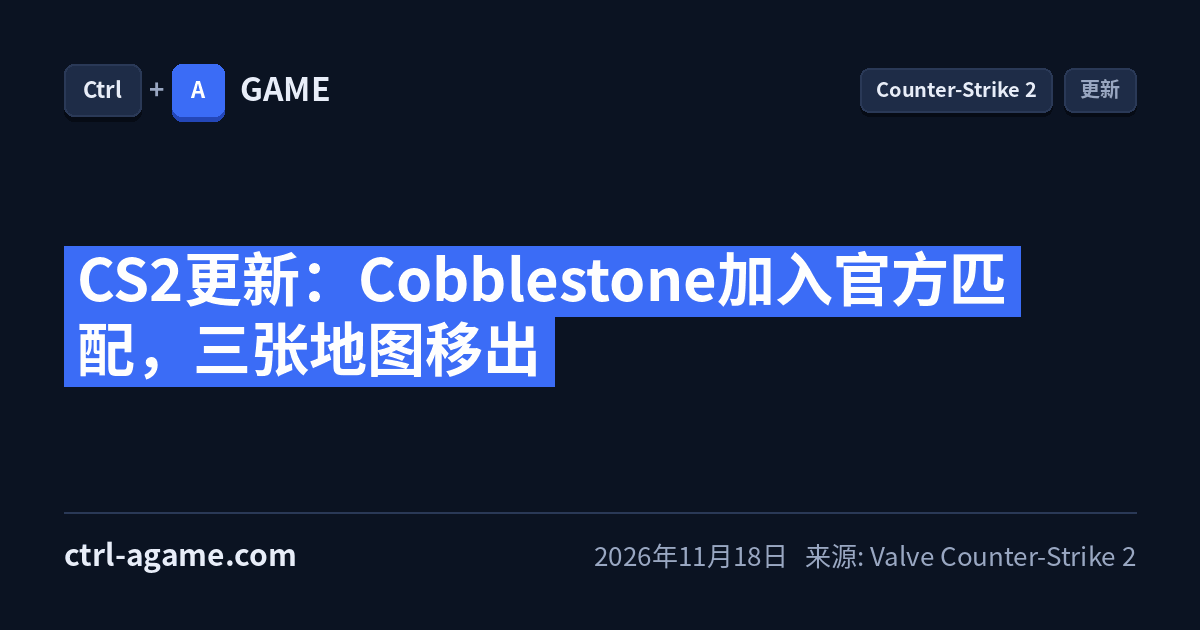 Ctrl + A GAME
Counter-Strike 2
更新
CS2更新：Cobblestone加入官方匹
配，三张地图移出
ctrl-agame.com
2026年11月18日 来源: Valve Counter-Strike 2